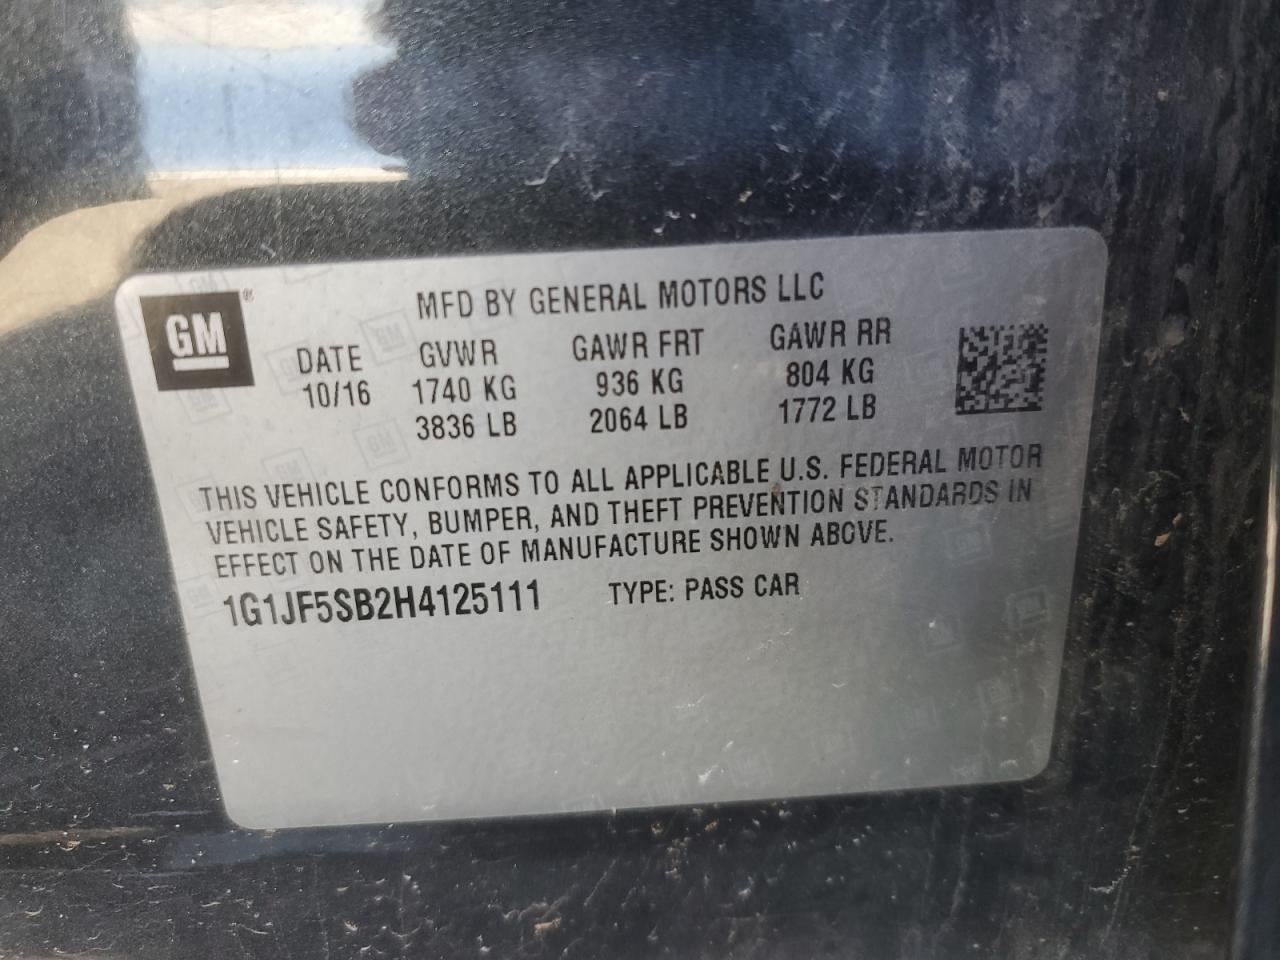 GM ®
MFD BY GENERAL MOTORS LLC
DATE GVWR GAWR FRT GAWR RR
10/16 1740 KG 936 KG 804 KG
3836 LB 2064 LB 1772 LB
THIS VEHICLE CONFORMS TO ALL APPLICABLE U.S. FEDERAL MOTOR
VEHICLE SAFETY, BUMPER, AND THEFT PREVENTION STANDARDS IN
EFFECT ON THE DATE OF MANUFACTURE SHOWN ABOVE.
1G1JF5SB2H4125111 TYPE: PASS CAR